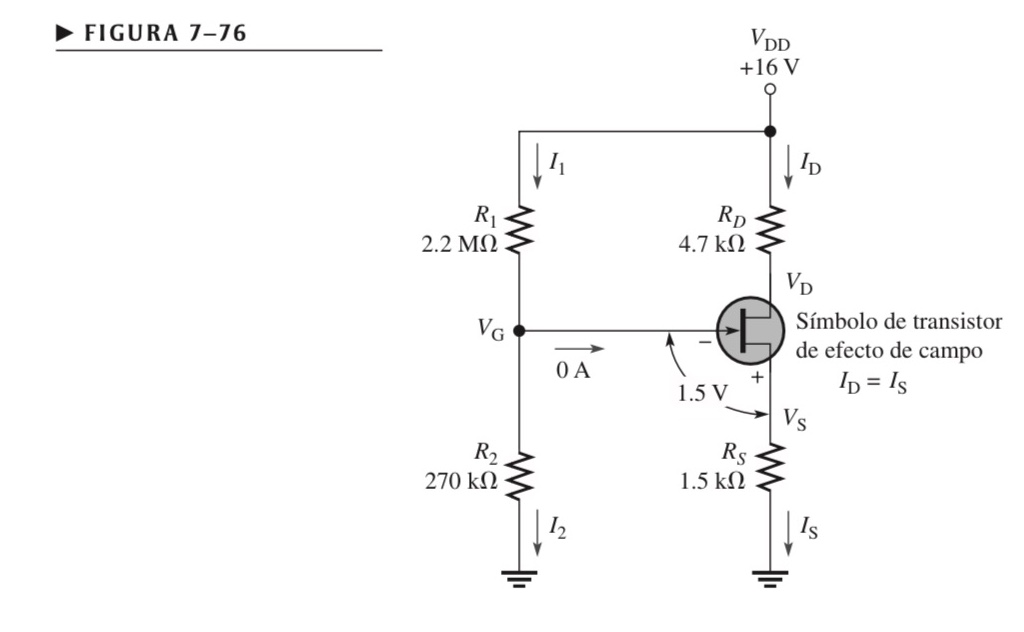 ▶ FIGURA 7–76
V_DD
+16 V
I_1
I_D
R_1
2.2 MΩ
R_D
4.7 kΩ
V_D
V_G
0 A
Símbolo de transistor
de efecto de campo
I_D = I_S
–
+
1.5 V
V_S
R_2
270 kΩ
R_S
1.5 kΩ
I_2
I_S